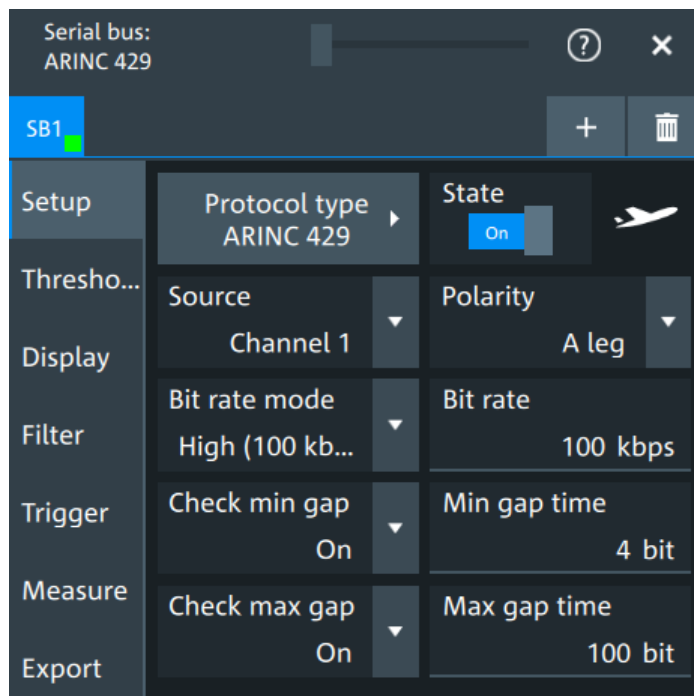 Serial bus:
ARINC 429
SB1
Setup
Thresho...
Display
Filter
Trigger
Measure
Export
Protocol type
ARINC 429
State
On
Source
Channel 1
Polarity
A leg
Bit rate mode
High (100 kb...
Bit rate
100 kbps
Check min gap
On
Min gap time
4 bit
Check max gap
On
Max gap time
100 bit